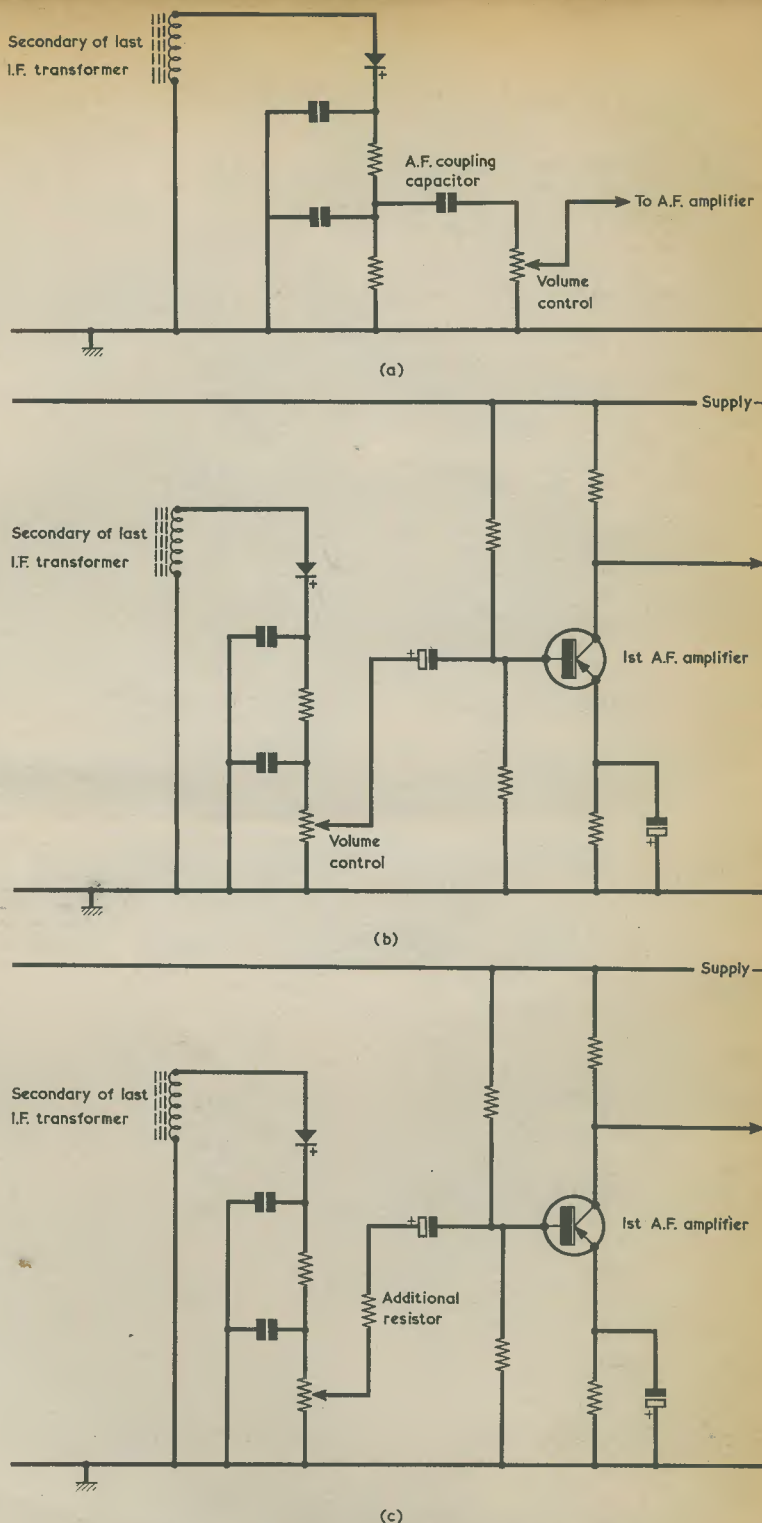 Secondary of last
I.F. transformer
+
A.F. coupling
capacitor
To A.F. amplifier
Volume
control
(a)
Supply–
Secondary of last
I.F. transformer
+
+
1st A.F. amplifier
Volume
control
+
(b)
Supply–
Secondary of last
I.F. transformer
+
+
1st A.F. amplifier
Additional
resistor
+
(c)